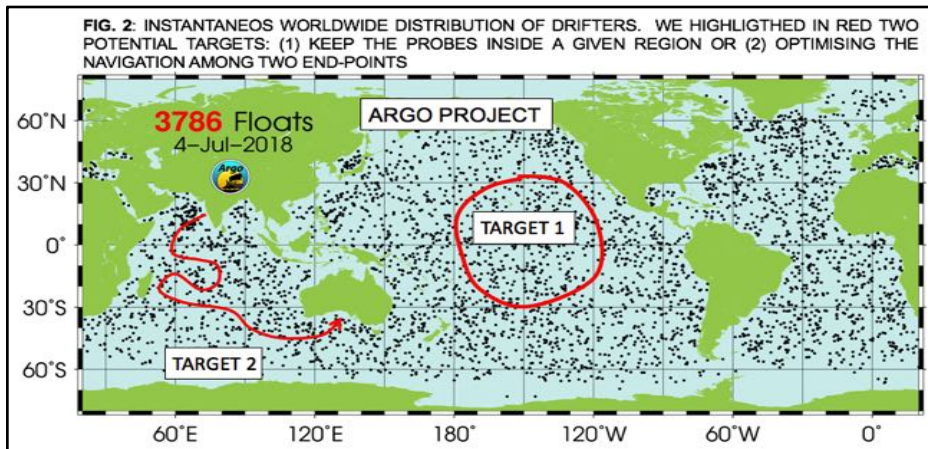 FIG. 2: INSTANTANEOS WORLDWIDE DISTRIBUTION OF DRIFTERS. WE HIGHLIGTHED IN RED TWO
POTENTIAL TARGETS: (1) KEEP THE PROBES INSIDE A GIVEN REGION OR (2) OPTIMISING THE
NAVIGATION AMONG TWO END-POINTS
60°N
3786 Floats
ARGO PROJECT
4-Jul-2018
Argo
30°N
TARGET 1
0°
30°S
TARGET 2
60°S
60°E 120°E 180° 120°W 60°W 0°